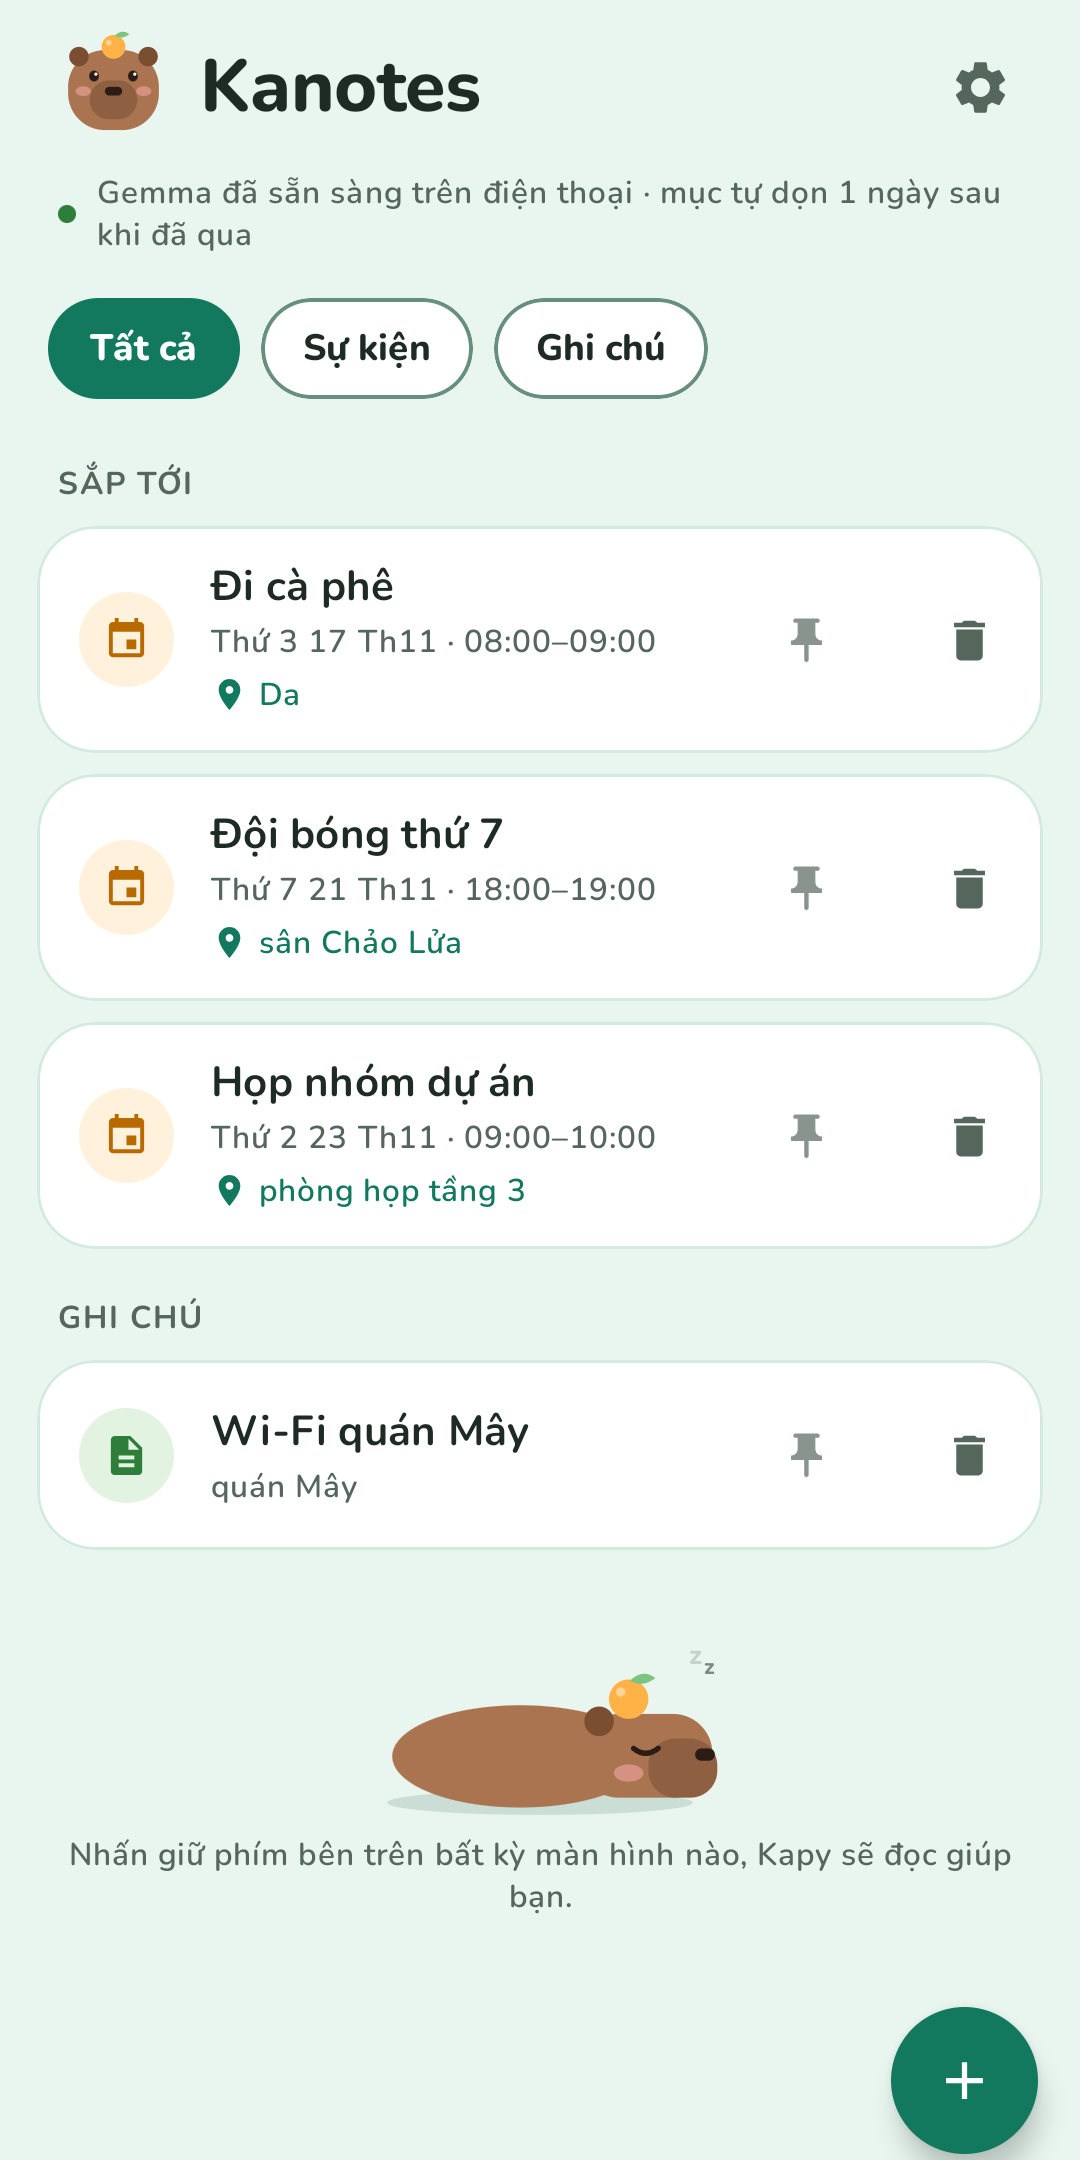 Kanotes
Gemma đã sẵn sàng trên điện thoại · mục tự dọn 1 ngày sau
khi đã qua
Tất cả
Sự kiện
Ghi chú
SẮP TỚI
Đi cà phê
Thứ 3 17 Th11 · 08:00–09:00
Da
Đội bóng thứ 7
Thứ 7 21 Th11 · 18:00–19:00
sân Chảo Lửa
Họp nhóm dự án
Thứ 2 23 Th11 · 09:00–10:00
phòng họp tầng 3
GHI CHÚ
Wi-Fi quán Mây
quán Mây
z z
Nhấn giữ phím bên trên bất kỳ màn hình nào, Kapy sẽ đọc giúp
bạn.